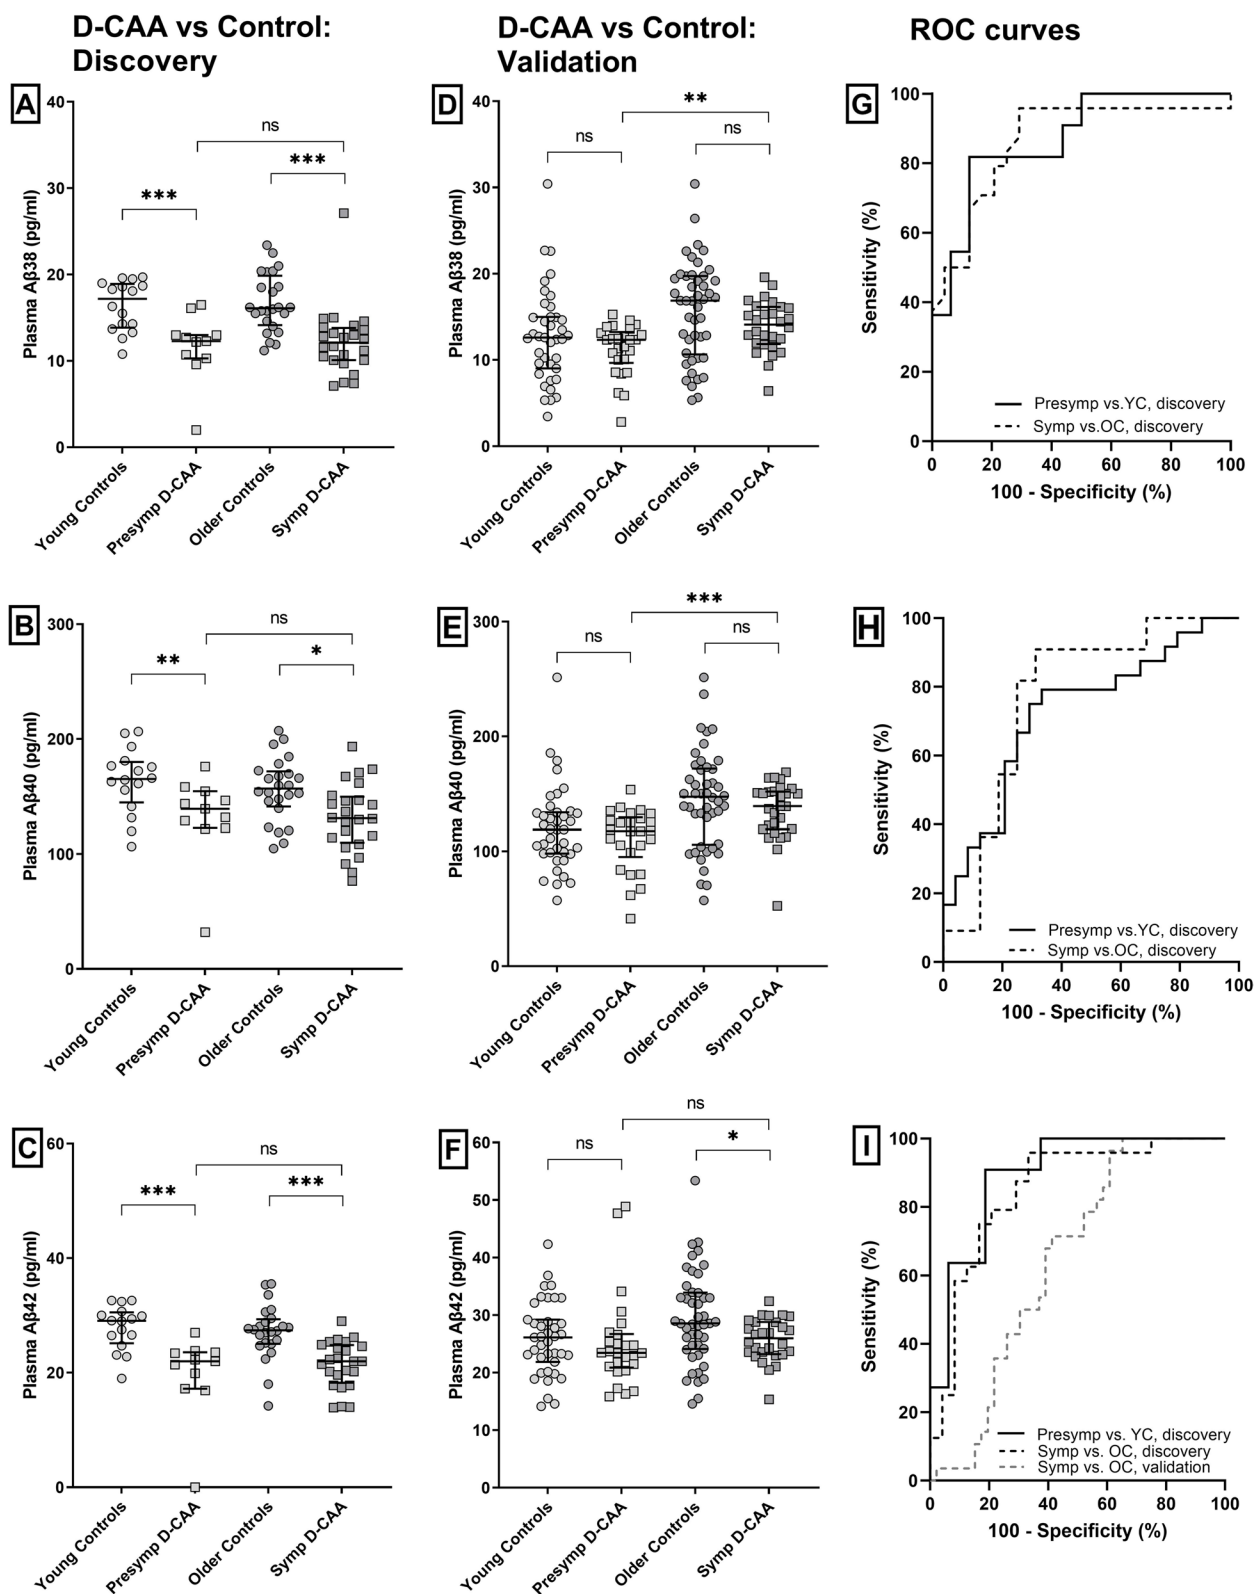 D-CAA vs Control:
Discovery
D-CAA vs Control:
Validation
ROC curves
A
Plasma Aβ38 (pg/ml)
40
30
20
10
0
***
ns
***
Young Controls
Presymp D-CAA
Older Controls
Symp D-CAA
D
Plasma Aβ38 (pg/ml)
40
30
20
10
0
ns
**
ns
Young Controls
Presymp D-CAA
Older Controls
Symp D-CAA
G
Sensitivity (%)
100
80
60
40
20
0
Presymp vs.YC, discovery
Symp vs.OC, discovery
0 20 40 60 80 100
100 - Specificity (%)
B
Plasma Aβ40 (pg/ml)
300
200
100
0
**
ns
*
Young Controls
Presymp D-CAA
Older Controls
Symp D-CAA
E
Plasma Aβ40 (pg/ml)
300
200
100
0
ns
***
ns
Young Controls
Presymp D-CAA
Older Controls
Symp D-CAA
H
Sensitivity (%)
100
80
60
40
20
0
Presymp vs.YC, discovery
Symp vs.OC, discovery
0 20 40 60 80 100
100 - Specificity (%)
C
Plasma Aβ42 (pg/ml)
60
40
20
0
***
ns
***
Young Controls
Presymp D-CAA
Older Controls
Symp D-CAA
F
Plasma Aβ42 (pg/ml)
60
50
40
30
20
10
0
ns
ns
*
Young Controls
Presymp D-CAA
Older Controls
Symp D-CAA
I
Sensitivity (%)
100
80
60
40
20
0
Presymp vs. YC, discovery
Symp vs. OC, discovery
Symp vs. OC, validation
0 20 40 60 80 100
100 - Specificity (%)